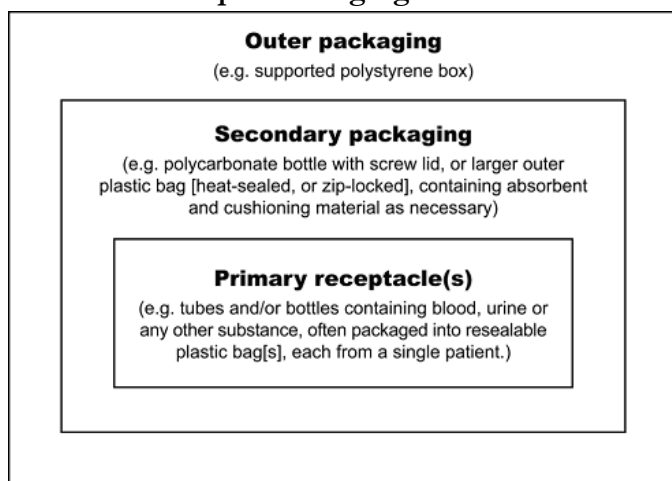 Outer packaging
(e.g. supported polystyrene box)
Secondary packaging
(e.g. polycarbonate bottle with screw lid, or larger outer
plastic bag [heat-sealed, or zip-locked], containing absorbent
and cushioning material as necessary)
Primary receptacle(s)
(e.g. tubes and/or bottles containing blood, urine or
any other substance, often packaged into resealable
plastic bag[s], each from a single patient.)